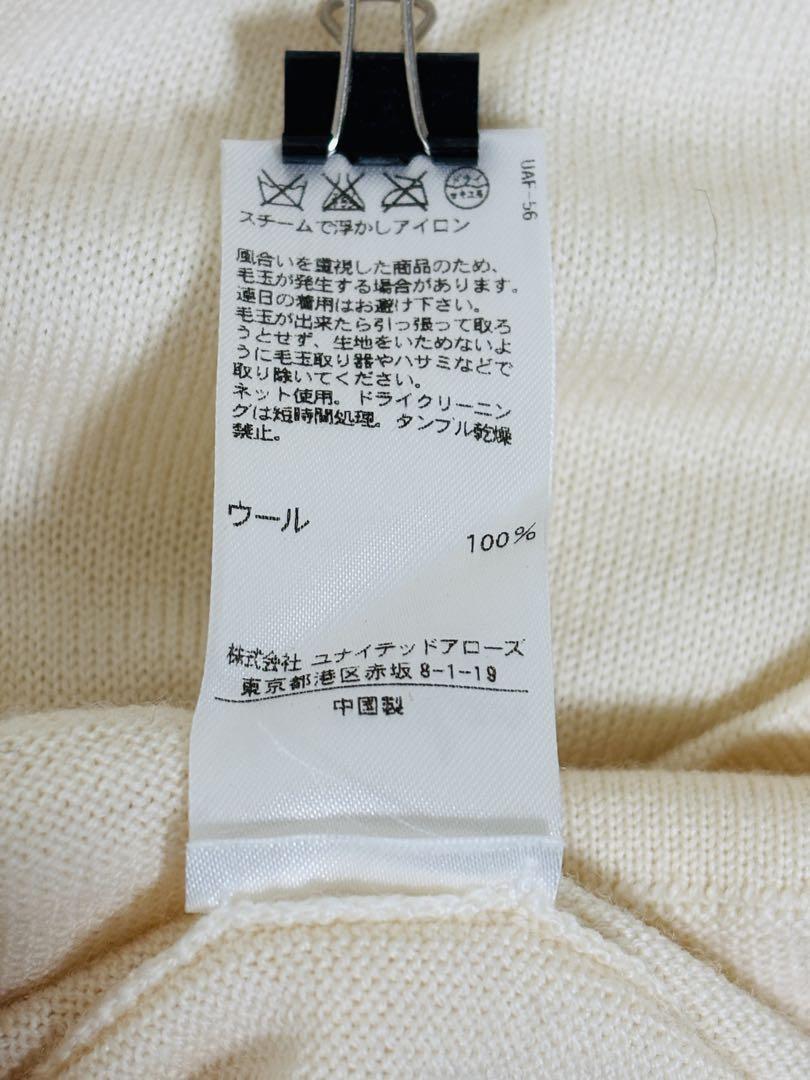 UAF-56
ドライ
セキユ系
スチームで浮かしアイロン
風合いを重視した商品のため、
毛玉が発生する場合があります。
連日の着用はお避け下さい。
毛玉が出来たら引っ張って取ろ
うとせず、生地をいためないよ
うに毛玉取り器やハサミなどで
取り除いてください。
ネット使用。ドライクリーニン
グは短時間処理。タンブル乾燥
禁止。
ウール
100%
株式会社 ユナイテッドアローズ
東京都港区赤坂8-1-19
中國製